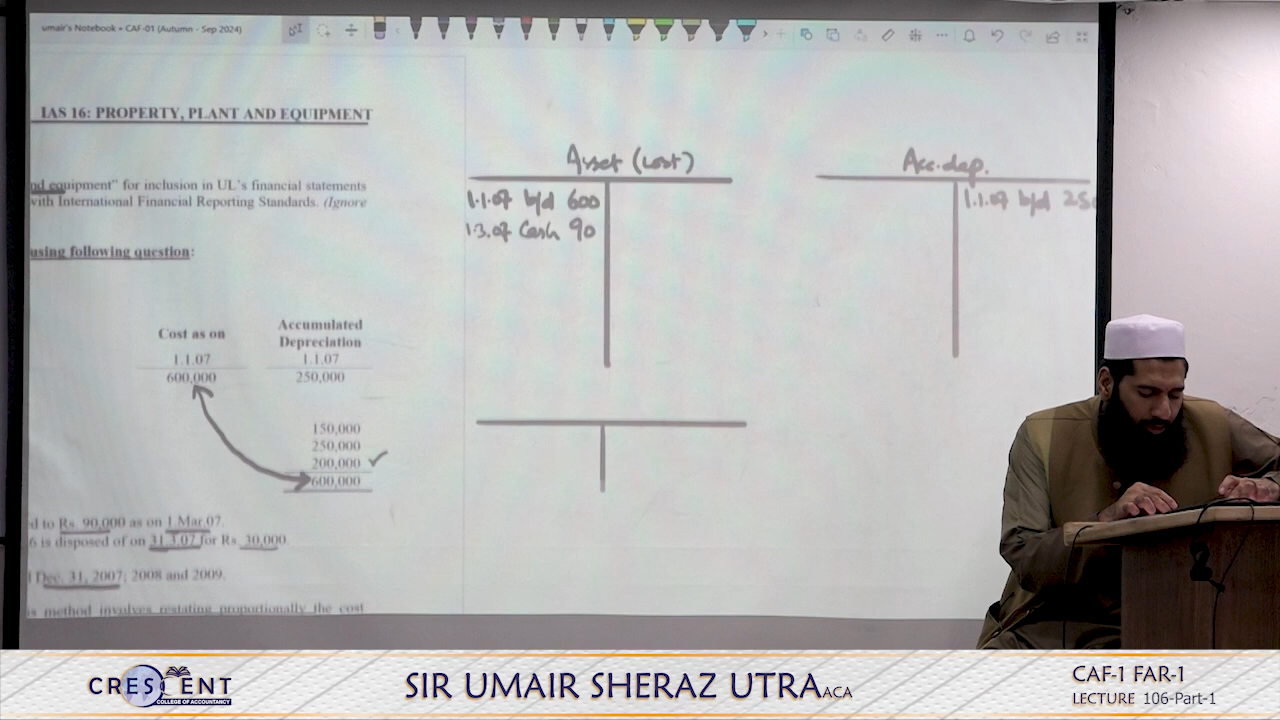 umair's Notebook • CAF-01 (Autumn - Sep 2024)
IAS 16: PROPERTY, PLANT AND EQUIPMENT
nd equipment" for inclusion in UL's financial statements
with International Financial Reporting Standards. (Ignore
using following question:
Cost as on
Accumulated
Depreciation
1.1.07
1.1.07
600,000
250,000
150,000
250,000
200,000
600,000
d to Rs. 90,000 as on 1 Mar.07.
6 is disposed of on 31.3.07 for Rs. 30,000.
Dec. 31, 2007; 2008 and 2009.
method involves restating proportionally the cost
Asset (cost)
1.1.07 b/d 600
1.3.07 Cash 90
Acc.dep.
1.1.07 b/d 250
CRESCENT
COLLEGE OF ACCOUNTANCY
SIR UMAIR SHERAZ UTRA ACA
CAF-1 FAR-1
LECTURE 106-Part-1